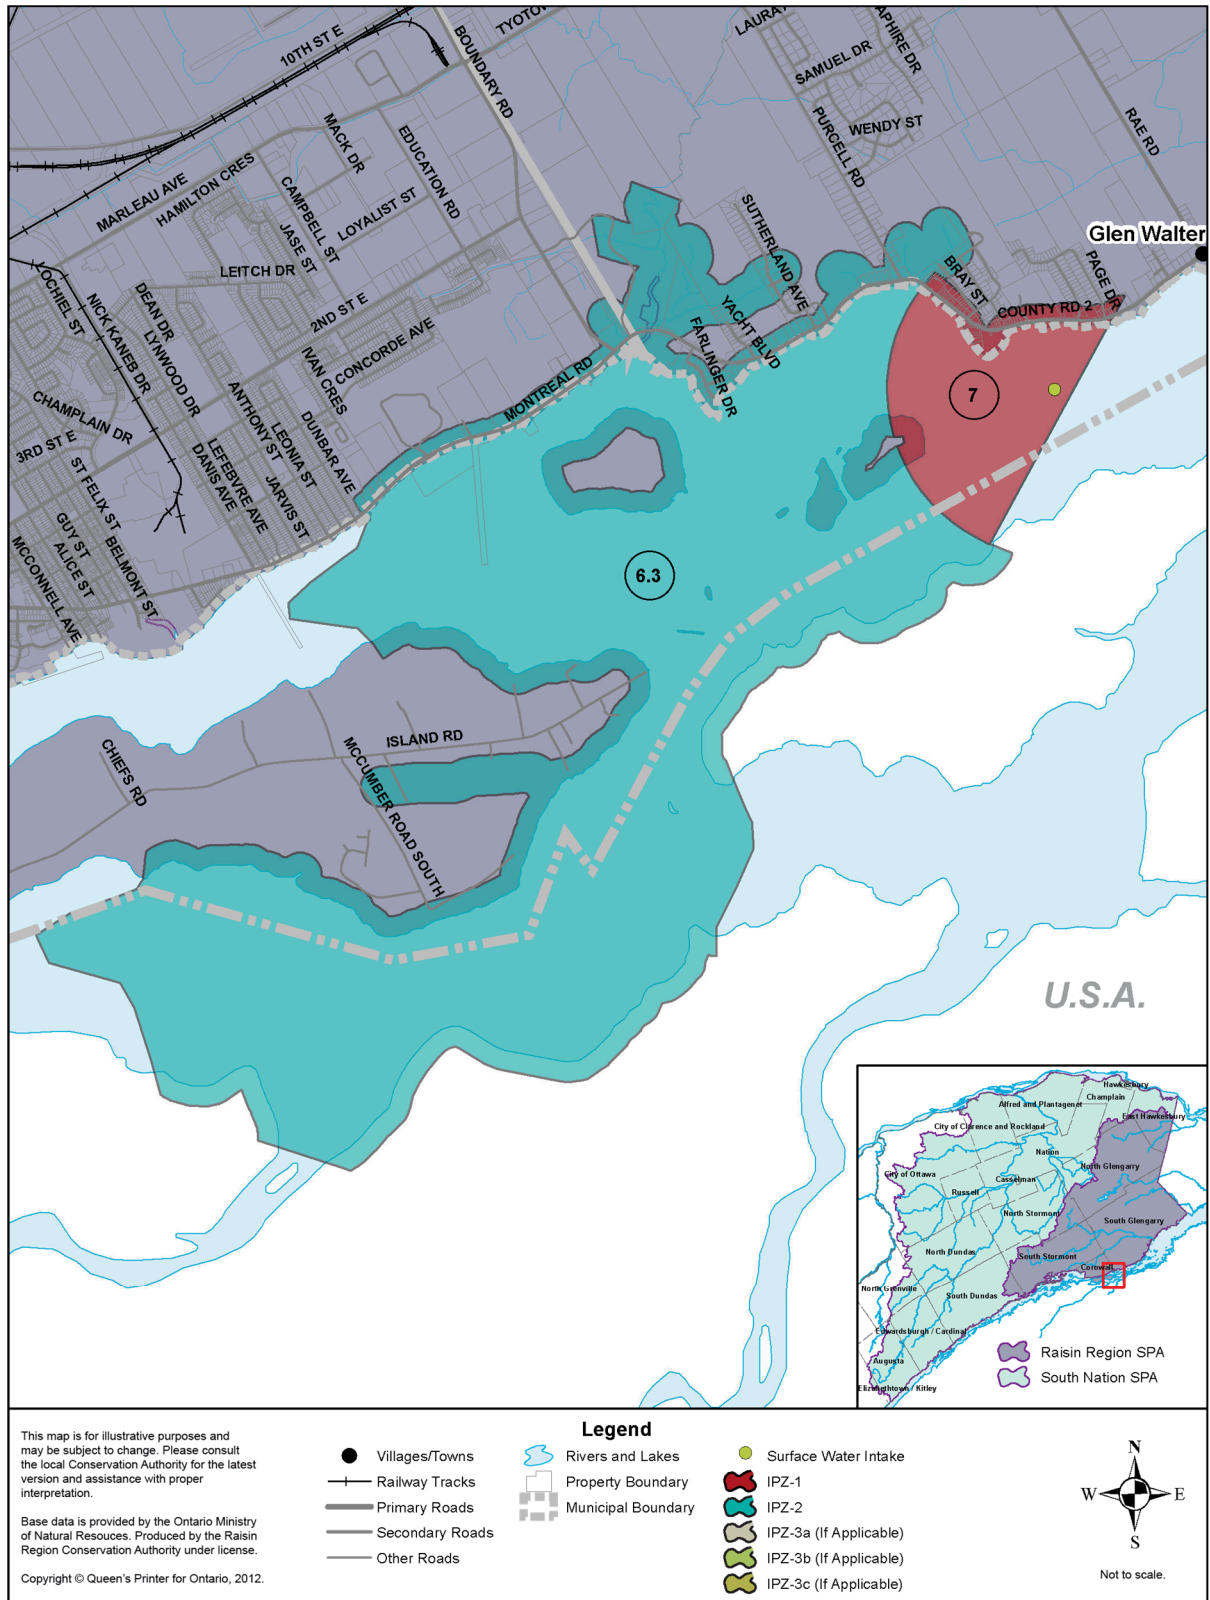 10TH ST E
TYOTO
BOUNDARY RD
LAURA
SAMUEL DR
APHIRE DR
WENDY ST
PURCELL RD
RAE RD
MACK DR
EDUCATION RD
MARLEAU AVE
HAMILTON CRES
CAMPBELL ST
JASE ST
LOYALIST ST
SUTHERLAND AVE
Glen Walter
BRAY ST
PAGE DR
COUNTY RD 2
LOCHIEL ST
NICK KANEB DR
DEAN DR
LYNWOOD DR
LEITCH DR
2ND ST E
IVAN CRES
CONCORDE AVE
YACHT BLVD
FARLINGER DR
MONTREAL RD
CHAMPLAIN DR
3RD ST E
ANTHONY ST
LEONIA ST
DUNBAR AVE
LEFEBVRE AVE
DANIS AVE
JARVIS ST
ST FELIX ST
GUY ST
ALICE ST
BELMONT ST
MCCONNELL AVE
7
6.3
ISLAND RD
CHIEFS RD
MCCUMBER ROAD SOUTH
U.S.A.
Hawkesbury
Champlain
Alfred and Plantagenet
East Hawkesbury
City of Clarence and Rockland
Nation
North Glengarry
City of Ottawa
Casselman
Russell
North Stormont
South Glengarry
North Dundas
South Stormont
Cornwall
North Grenville
South Dundas
Edwardsburgh / Cardinal
Augusta
Elizabethtown / Kitley
Raisin Region SPA
South Nation SPA
This map is for illustrative purposes and
may be subject to change. Please consult
the local Conservation Authority for the latest
version and assistance with proper
interpretation.
Base data is provided by the Ontario Ministry
of Natural Resouces. Produced by the Raisin
Region Conservation Authority under license.
Copyright © Queen's Printer for Ontario, 2012.
Legend
Villages/Towns
Railway Tracks
Primary Roads
Secondary Roads
Other Roads
Rivers and Lakes
Property Boundary
Municipal Boundary
Surface Water Intake
IPZ-1
IPZ-2
IPZ-3a (If Applicable)
IPZ-3b (If Applicable)
IPZ-3c (If Applicable)
N
W
E
S
Not to scale.